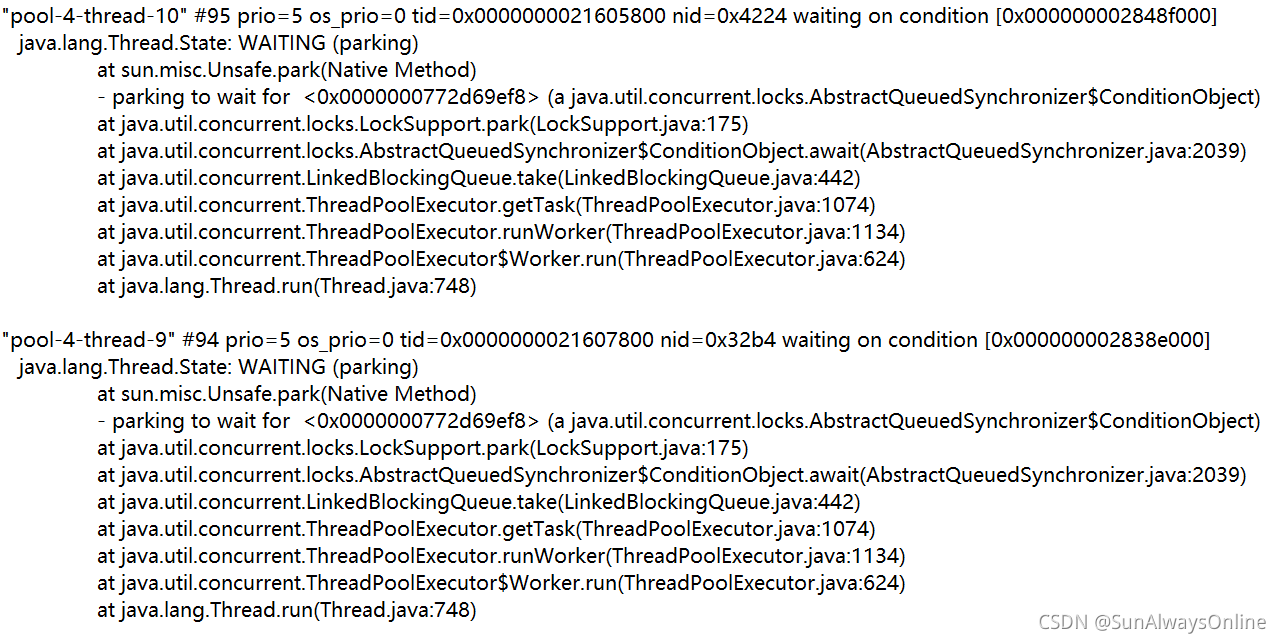 "pool-4-thread-10" #95 prio=5 os_prio=0 tid=0x0000000021605800 nid=0x4224 waiting on condition [0x000000002848f000]
java.lang.Thread.State: WAITING (parking)
at sun.misc.Unsafe.park(Native Method)
- parking to wait for <0x0000000772d69ef8> (a java.util.concurrent.locks.AbstractQueuedSynchronizer$ConditionObject)
at java.util.concurrent.locks.LockSupport.park(LockSupport.java:175)
at java.util.concurrent.locks.AbstractQueuedSynchronizer$ConditionObject.await(AbstractQueuedSynchronizer.java:2039)
at java.util.concurrent.LinkedBlockingQueue.take(LinkedBlockingQueue.java:442)
at java.util.concurrent.ThreadPoolExecutor.getTask(ThreadPoolExecutor.java:1074)
at java.util.concurrent.ThreadPoolExecutor.runWorker(ThreadPoolExecutor.java:1134)
at java.util.concurrent.ThreadPoolExecutor$Worker.run(ThreadPoolExecutor.java:624)
at java.lang.Thread.run(Thread.java:748)
"pool-4-thread-9" #94 prio=5 os_prio=0 tid=0x0000000021607800 nid=0x32b4 waiting on condition [0x000000002838e000]
java.lang.Thread.State: WAITING (parking)
at sun.misc.Unsafe.park(Native Method)
- parking to wait for <0x0000000772d69ef8> (a java.util.concurrent.locks.AbstractQueuedSynchronizer$ConditionObject)
at java.util.concurrent.locks.LockSupport.park(LockSupport.java:175)
at java.util.concurrent.locks.AbstractQueuedSynchronizer$ConditionObject.await(AbstractQueuedSynchronizer.java:2039)
at java.util.concurrent.LinkedBlockingQueue.take(LinkedBlockingQueue.java:442)
at java.util.concurrent.ThreadPoolExecutor.getTask(ThreadPoolExecutor.java:1074)
at java.util.concurrent.ThreadPoolExecutor.runWorker(ThreadPoolExecutor.java:1134)
at java.util.concurrent.ThreadPoolExecutor$Worker.run(ThreadPoolExecutor.java:624)
at java.lang.Thread.run(Thread.java:748)
CSDN @SunAlwaysOnline